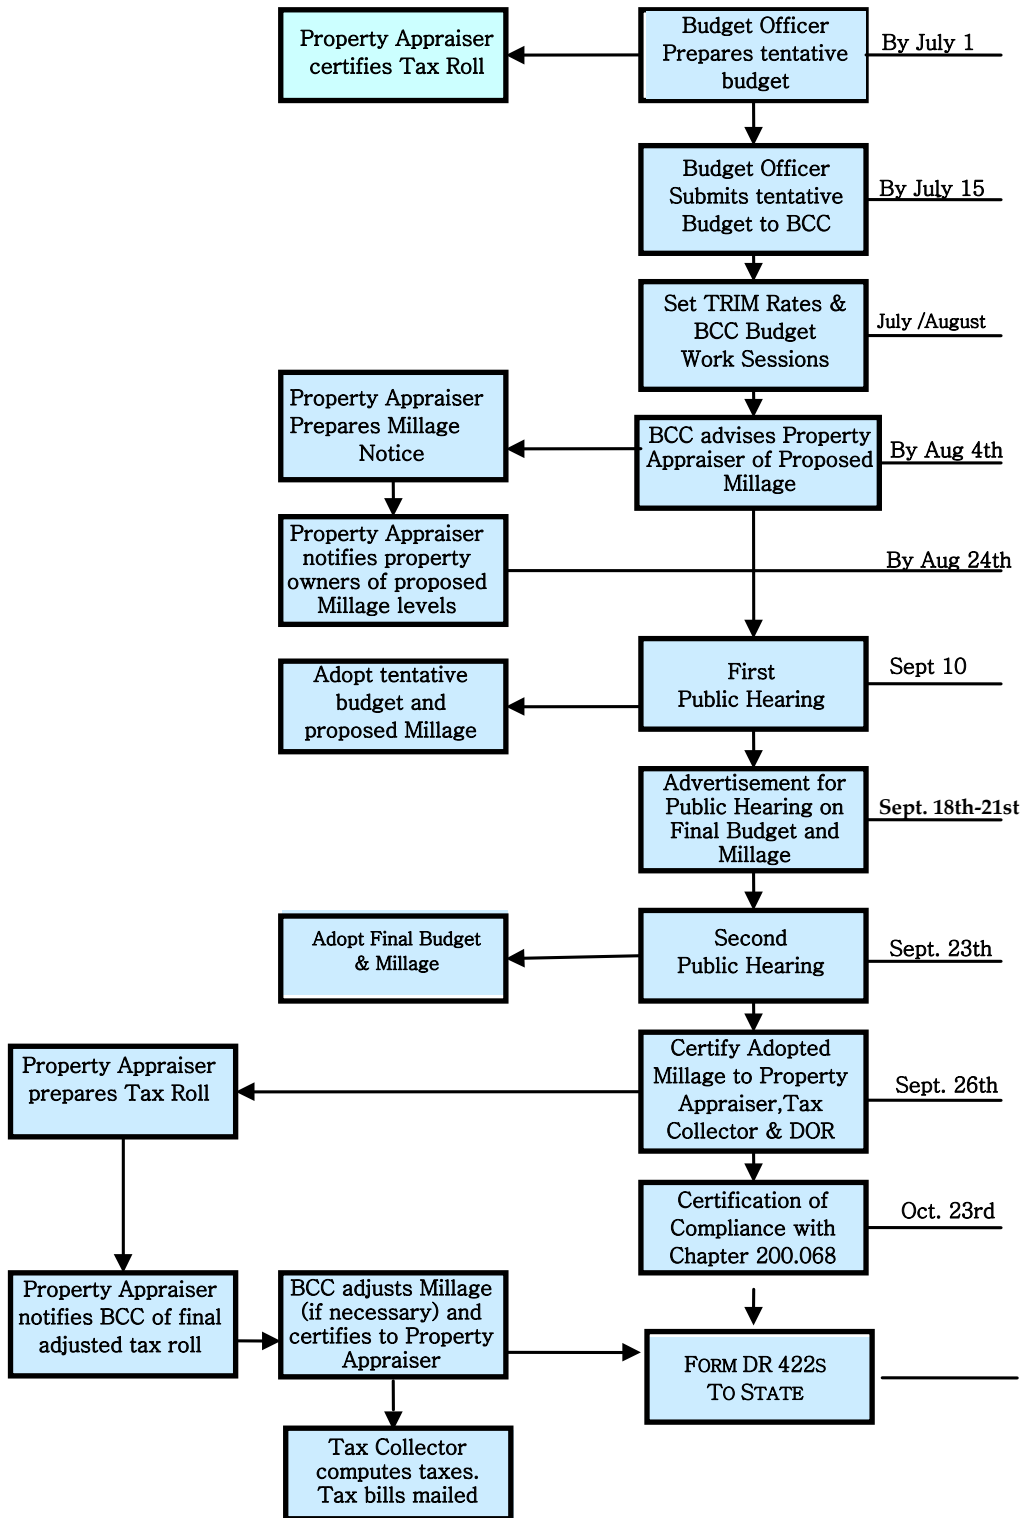 Property Appraiser
certifies Tax Roll
Budget Officer
Prepares tentative
budget
By July 1
Budget Officer
Submits tentative
Budget to BCC
By July 15
Set TRIM Rates &
BCC Budget
Work Sessions
July /August
Property Appraiser
Prepares Millage
Notice
BCC advises Property
Appraiser of Proposed
Millage
By Aug 4th
Property Appraiser
notifies property
owners of proposed
Millage levels
By Aug 24th
First
Public Hearing
Sept 10
Adopt tentative
budget and
proposed Millage
Advertisement for
Public Hearing on
Final Budget and
Millage
Sept. 18th-21st
Adopt Final Budget
& Millage
Second
Public Hearing
Sept. 23th
Property Appraiser
prepares Tax Roll
Certify Adopted
Millage to Property
Appraiser,Tax
Collector & DOR
Sept. 26th
Certification of
Compliance with
Chapter 200.068
Oct. 23rd
Property Appraiser
notifies BCC of final
adjusted tax roll
BCC adjusts Millage
(if necessary) and
certifies to Property
Appraiser
FORM DR 422S
TO STATE
Tax Collector
computes taxes.
Tax bills mailed